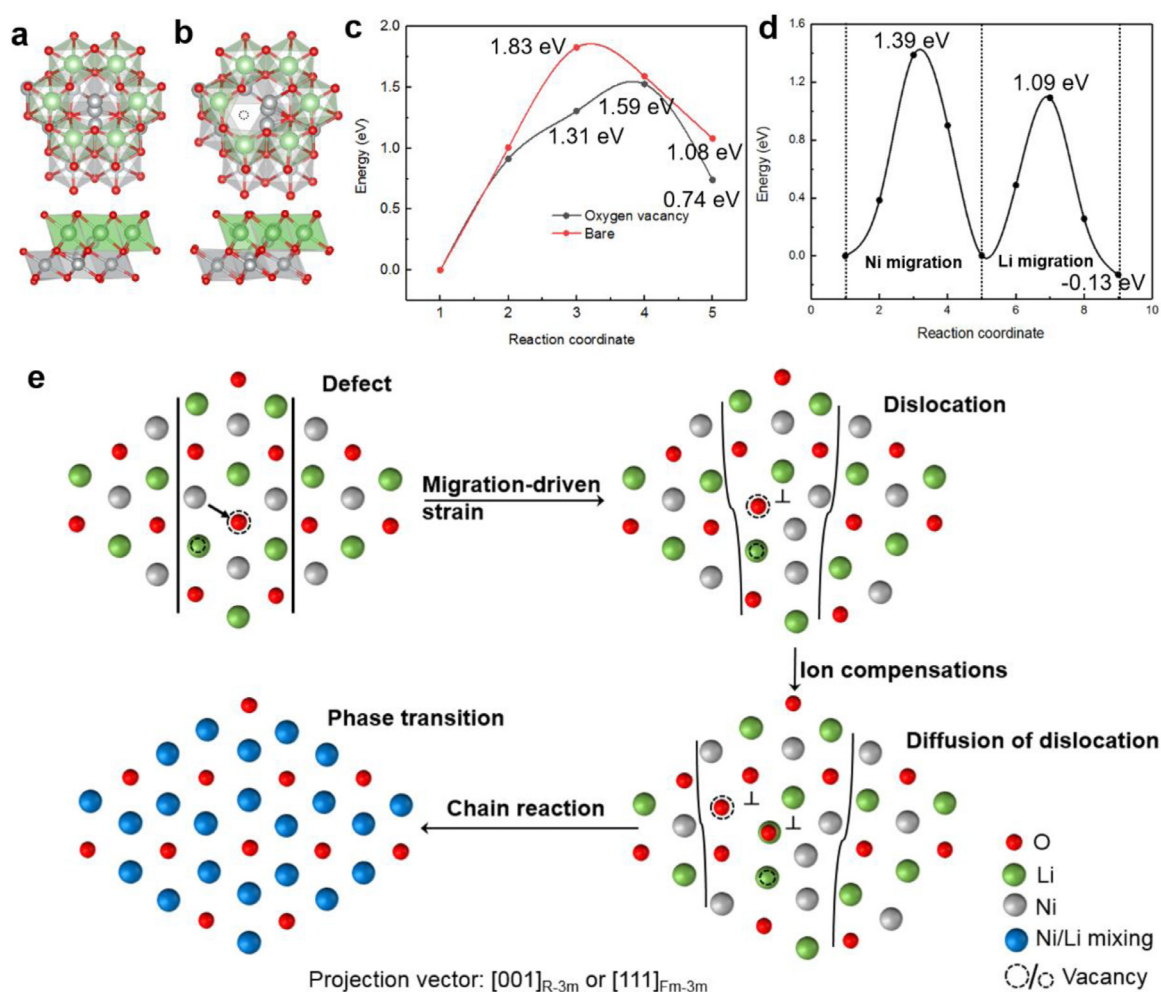 a
b
c
2.0
1.5
1.0
0.5
0.0
Energy (eV)
1.83 eV
1.59 eV
1.31 eV
1.08 eV
0.74 eV
Oxygen vacancy
Bare
1 2 3 4 5
Reaction coordinate
d
1.6
1.2
0.8
0.4
0.0
Energy (eV)
1.39 eV
1.09 eV
Ni migration
Li migration
-0.13 eV
0 2 4 6 8 10
Reaction coordinate
e
Defect
Migration-driven
strain
Dislocation
⊥
Ion compensations
Phase transition
Diffusion of dislocation
⊥
⊥
Chain reaction
O
Li
Ni
Ni/Li mixing
/ Vacancy
Projection vector: [001]R-3m or [111]Fm-3m